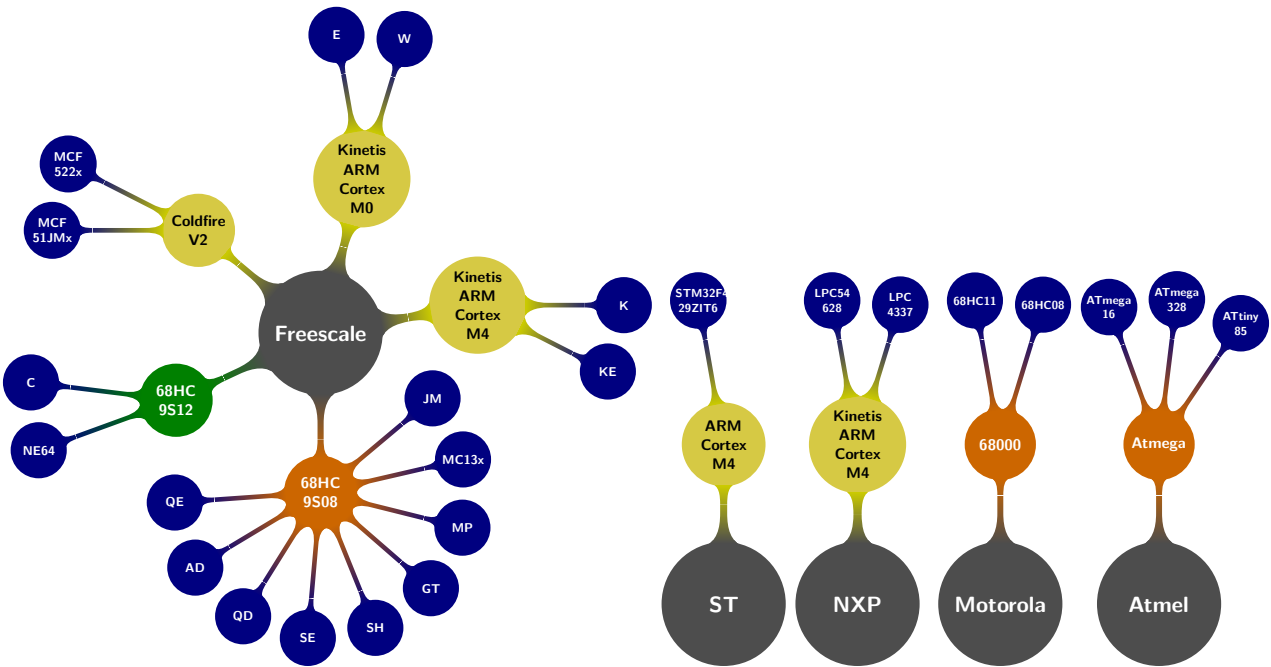 E
W
Kinetis
ARM
Cortex
M0
MCF
522x
MCF
51JMx
Coldfire
V2
Kinetis
ARM
Cortex
M4
K
KE
Freescale
C
NE64
68HC
9S12
68HC
9S08
JM
MC13x
MP
GT
SH
SE
QD
AD
QE
STM32F4
29ZIT6
ARM
Cortex
M4
ST
LPC54
628
LPC
4337
Kinetis
ARM
Cortex
M4
NXP
68HC11
68HC08
68000
Motorola
ATmega
16
ATmega
328
ATtiny
85
Atmega
Atmel